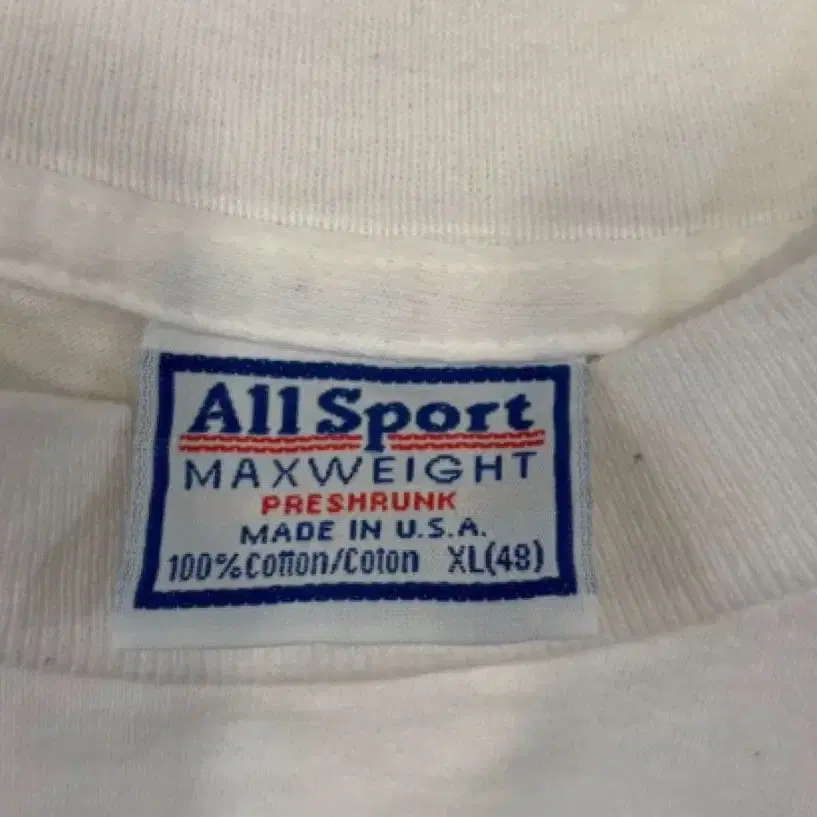 All Sport
MAXWEIGHT
PRESHRUNK
MADE IN U.S.A.
100% Cotton/Coton XL(48)